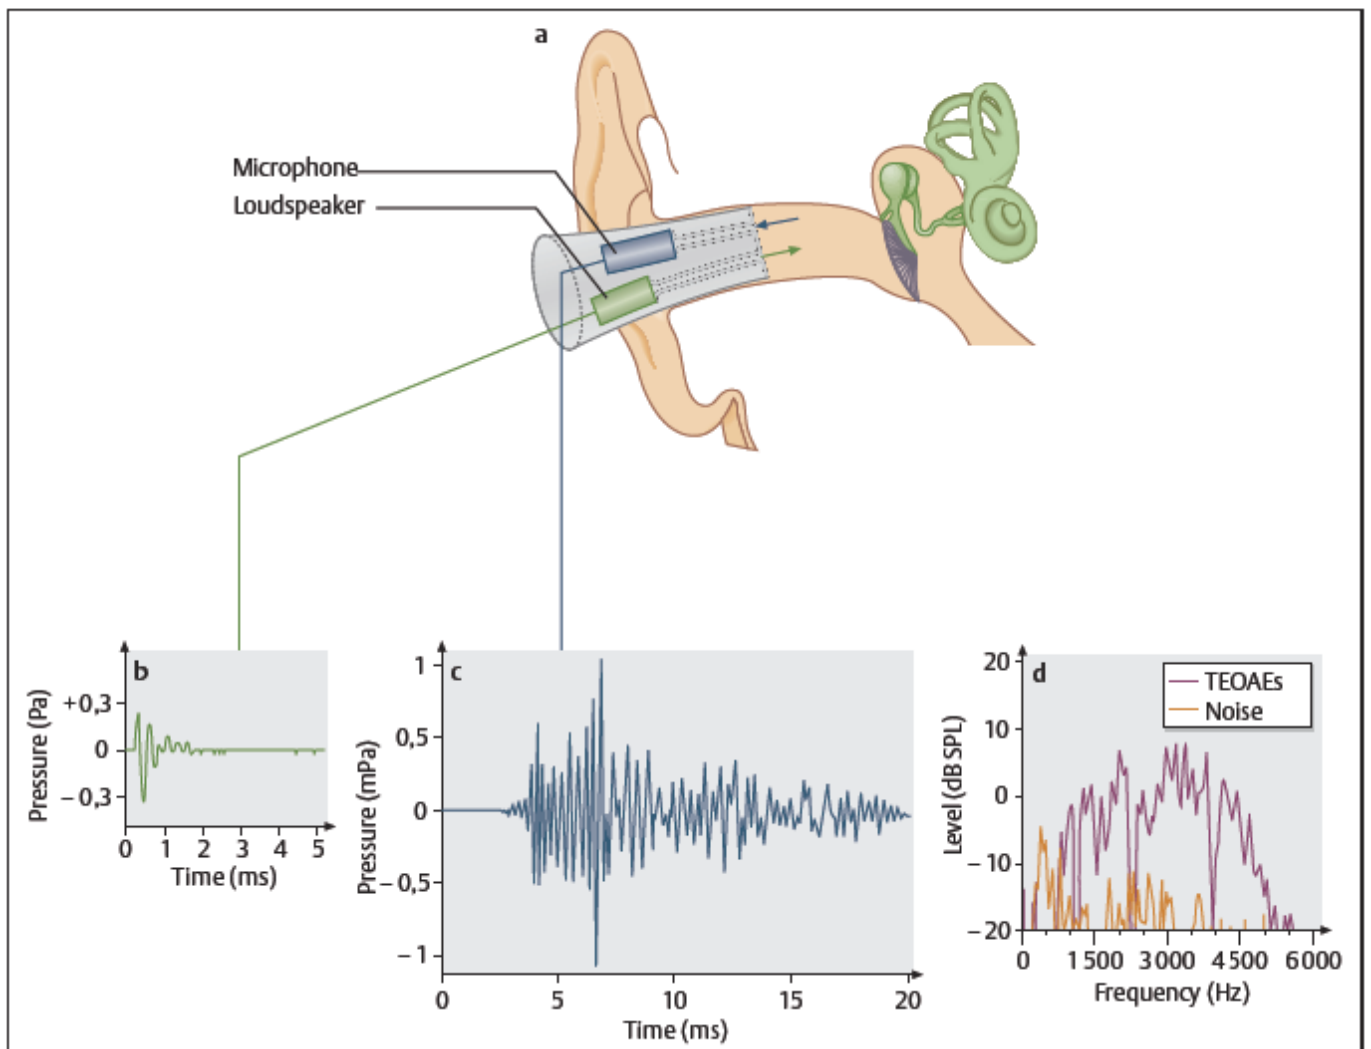 a
Microphone
Loudspeaker
b
Pressure (Pa)
+0,3
0
−0,3
0 1 2 3 4 5
Time (ms)
c
Pressure (mPa)
1
0,5
0
−0,5
−1
0 5 10 15 20
Time (ms)
d
TEOAEs
Noise
Level (dB SPL)
20
10
0
−10
−20
0 1500 3000 4500 6000
Frequency (Hz)